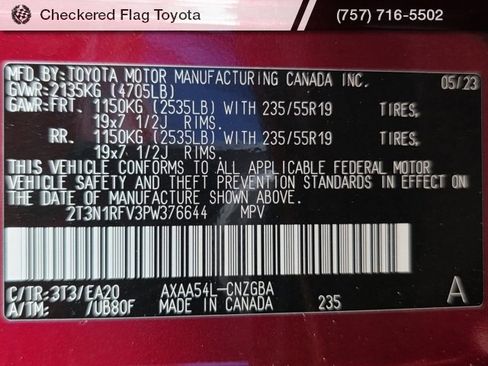 Checkered Flag Toyota (757) 716-5502
MFD.BY:TOYOTA MOTOR MANUFACTURING CANADA INC. 05/23
GVWR:2135KG (4705LB)
GAWR:FRT. 1150KG (2535LB) WITH 235/55R19 TIRES,
19x7 1/2J RIMS.
RR. 1150KG (2535LB) WITH 235/55R19 TIRES,
19x7 1/2J RIMS.
THIS VEHICLE CONFORMS TO ALL APPLICABLE FEDERAL MOTOR
VEHICLE SAFETY AND THEFT PREVENTION STANDARDS IN EFFECT ON
THE DATE OF MANUFACTURE SHOWN ABOVE.
2T3N1RFV3PW376644 MPV
C/TR:3T3/EA20 AXAA54L-CNZGBA A
A/TM: /UB80F MADE IN CANADA 235